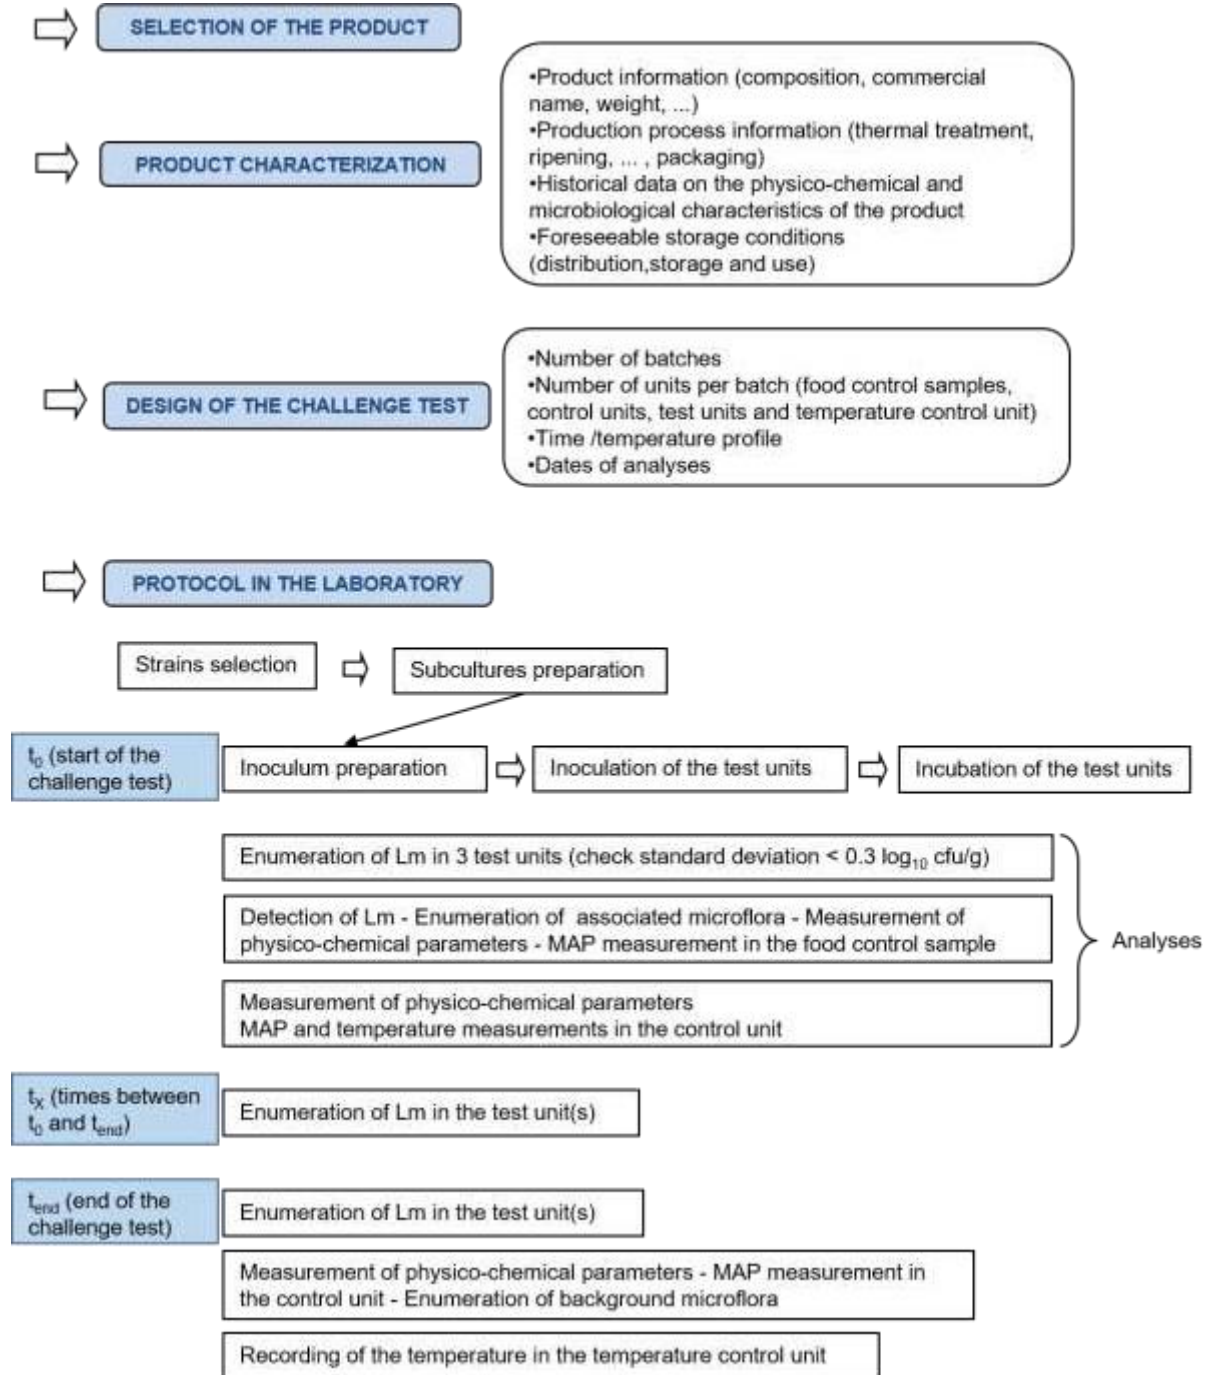 SELECTION OF THE PRODUCT
•Product information (composition, commercial
name, weight, ...)
•Production process information (thermal treatment,
ripening, ... , packaging)
•Historical data on the physico-chemical and
microbiological characteristics of the product
•Foreseeable storage conditions
(distribution,storage and use)
PRODUCT CHARACTERIZATION
•Number of batches
•Number of units per batch (food control samples,
control units, test units and temperature control unit)
•Time /temperature profile
•Dates of analyses
DESIGN OF THE CHALLENGE TEST
PROTOCOL IN THE LABORATORY
Strains selection
Subcultures preparation
t0 (start of the
challenge test)
Inoculum preparation
Inoculation of the test units
Incubation of the test units
Enumeration of Lm in 3 test units (check standard deviation < 0.3 log10 cfu/g)
Detection of Lm - Enumeration of associated microflora - Measurement of
physico-chemical parameters - MAP measurement in the food control sample
Analyses
Measurement of physico-chemical parameters
MAP and temperature measurements in the control unit
tX (times between
t0 and tend)
Enumeration of Lm in the test unit(s)
tend (end of the
challenge test)
Enumeration of Lm in the test unit(s)
Measurement of physico-chemical parameters - MAP measurement in
the control unit - Enumeration of background microflora
Recording of the temperature in the temperature control unit